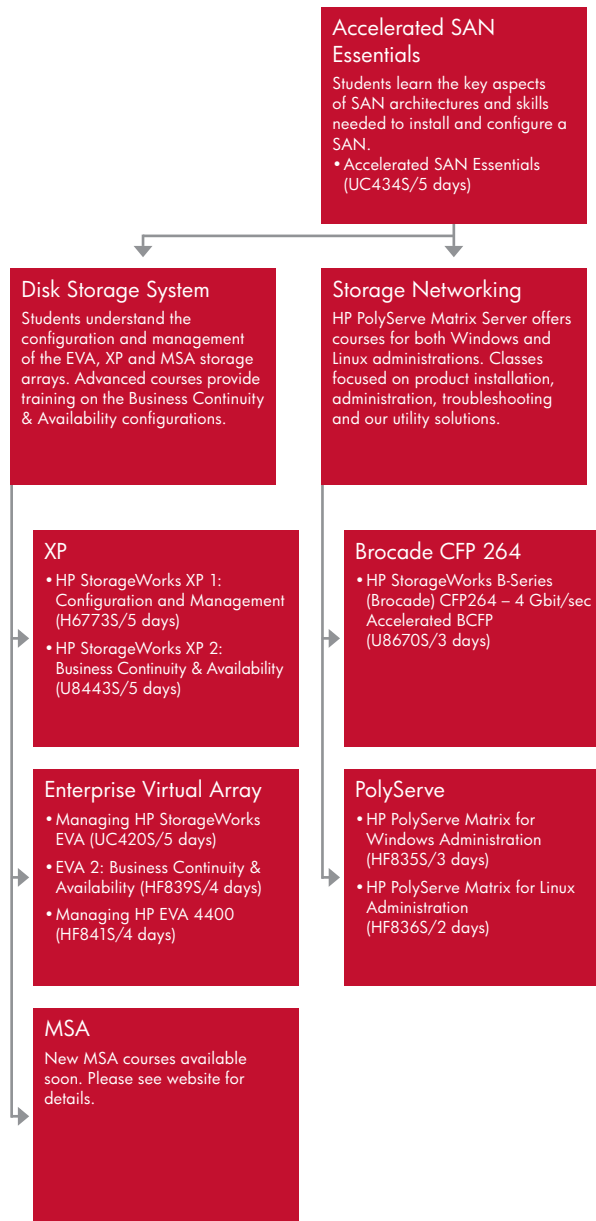 Accelerated SAN
Essentials
Students learn the key aspects
of SAN architectures and skills
needed to install and configure a
SAN.
• Accelerated SAN Essentials
(UC434S/5 days)
Disk Storage System
Students understand the
configuration and management
of the EVA, XP and MSA storage
arrays. Advanced courses provide
training on the Business Continuity
& Availability configurations.
Storage Networking
HP PolyServe Matrix Server offers
courses for both Windows and
Linux administrations. Classes
focused on product installation,
administration, troubleshooting
and our utility solutions.
XP
• HP StorageWorks XP 1:
Configuration and Management
(H6773S/5 days)
• HP StorageWorks XP 2:
Business Continuity & Availability
(U8443S/5 days)
Brocade CFP 264
• HP StorageWorks B-Series
(Brocade) CFP264 – 4 Gbit/sec
Accelerated BCFP
(U8670S/3 days)
Enterprise Virtual Array
• Managing HP StorageWorks
EVA (UC420S/5 days)
• EVA 2: Business Continuity &
Availability (HF839S/4 days)
• Managing HP EVA 4400
(HF841S/4 days)
PolyServe
• HP PolyServe Matrix for
Windows Administration
(HF835S/3 days)
• HP PolyServe Matrix for Linux
Administration
(HF836S/2 days)
MSA
New MSA courses available
soon. Please see website for
details.